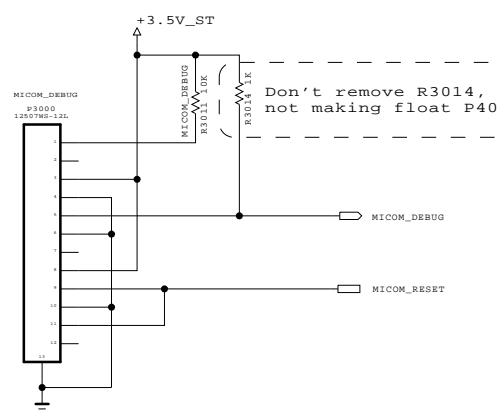 +3.5V_ST
MICOM_DEBUG
P3000
12507WS-12L
MICOM_DEBUG
R3011 10K
R3014 1K
Don't remove R3014,
not making float P40
1
2
3
4
5
6
7
8
9
10
11
12
13
MICOM_DEBUG
MICOM_RESET